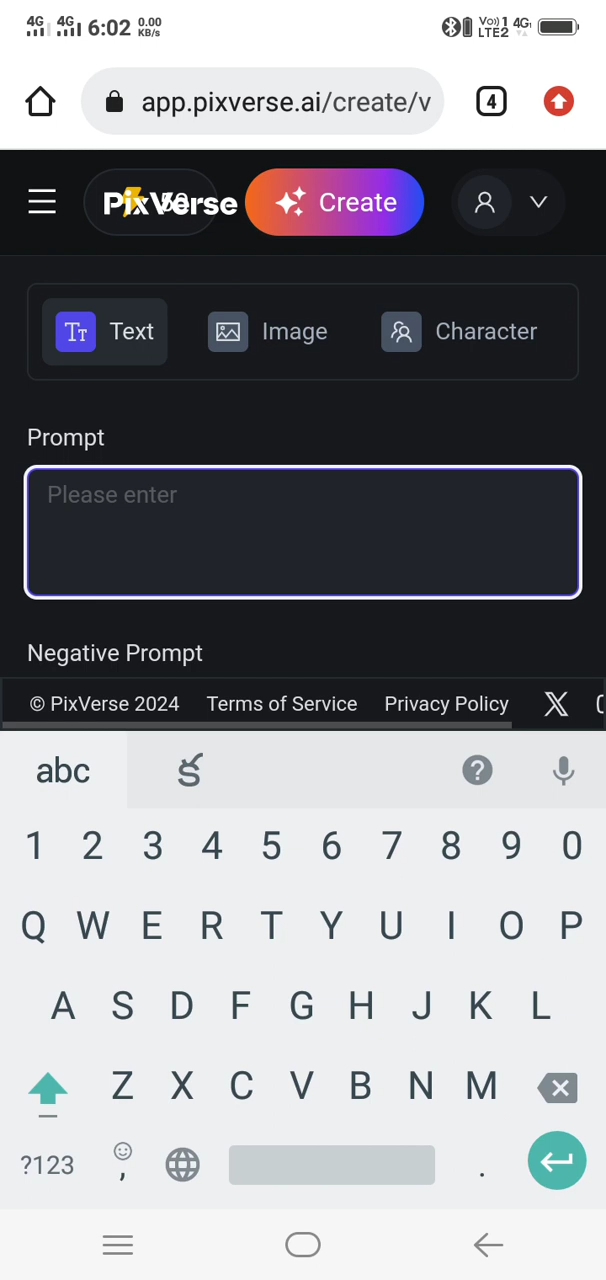 4G 4G 6:02 0.00 KB/s Vo)) 1 LTE2 4G
app.pixverse.ai/create/v 4
PixVerse Create
Text Image Character
Prompt
Please enter
Negative Prompt
© PixVerse 2024 Terms of Service Privacy Policy
abc క
1 2 3 4 5 6 7 8 9 0
Q W E R T Y U I O P
A S D F G H J K L
Z X C V B N M
?123 , .